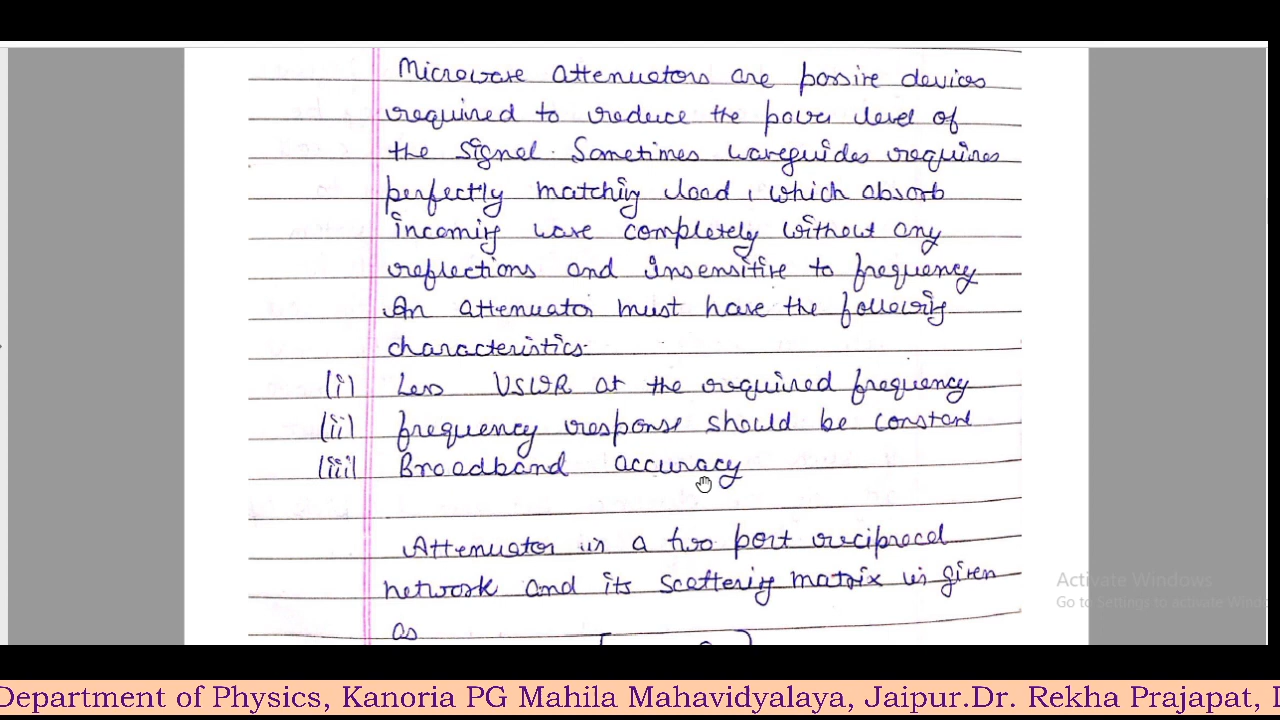 Microwave attenuators are passive devices
required to reduce the power level of
the signal. Sometimes waveguides requires
perfectly matching load, which absorb
incoming wave completely without any
reflections and insensitive to frequency
An attenuator must have the following
characteristics.
(i) Less VSWR at the required frequency
(ii) frequency response should be constant
(iii) Broadband accuracy
Attenuator is a two port reciprocal
network and its scattering matrix is given
as
Activate Windows
Go to Settings to activate Windo
Department of Physics, Kanoria PG Mahila Mahavidyalaya, Jaipur.Dr. Rekha Prajapat,